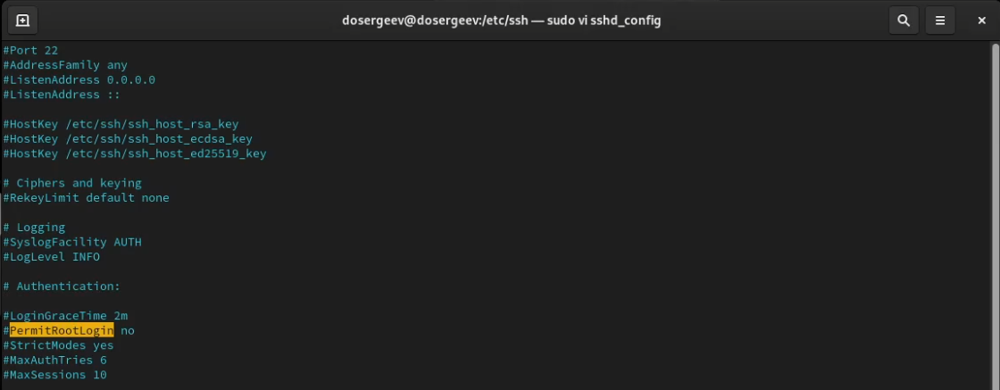 dosergeev@dosergeev:/etc/ssh — sudo vi sshd_config
#Port 22
#AddressFamily any
#ListenAddress 0.0.0.0
#ListenAddress ::
#HostKey /etc/ssh/ssh_host_rsa_key
#HostKey /etc/ssh/ssh_host_ecdsa_key
#HostKey /etc/ssh/ssh_host_ed25519_key
# Ciphers and keying
#RekeyLimit default none
# Logging
#SyslogFacility AUTH
#LogLevel INFO
# Authentication:
#LoginGraceTime 2m
#PermitRootLogin no
#StrictModes yes
#MaxAuthTries 6
#MaxSessions 10